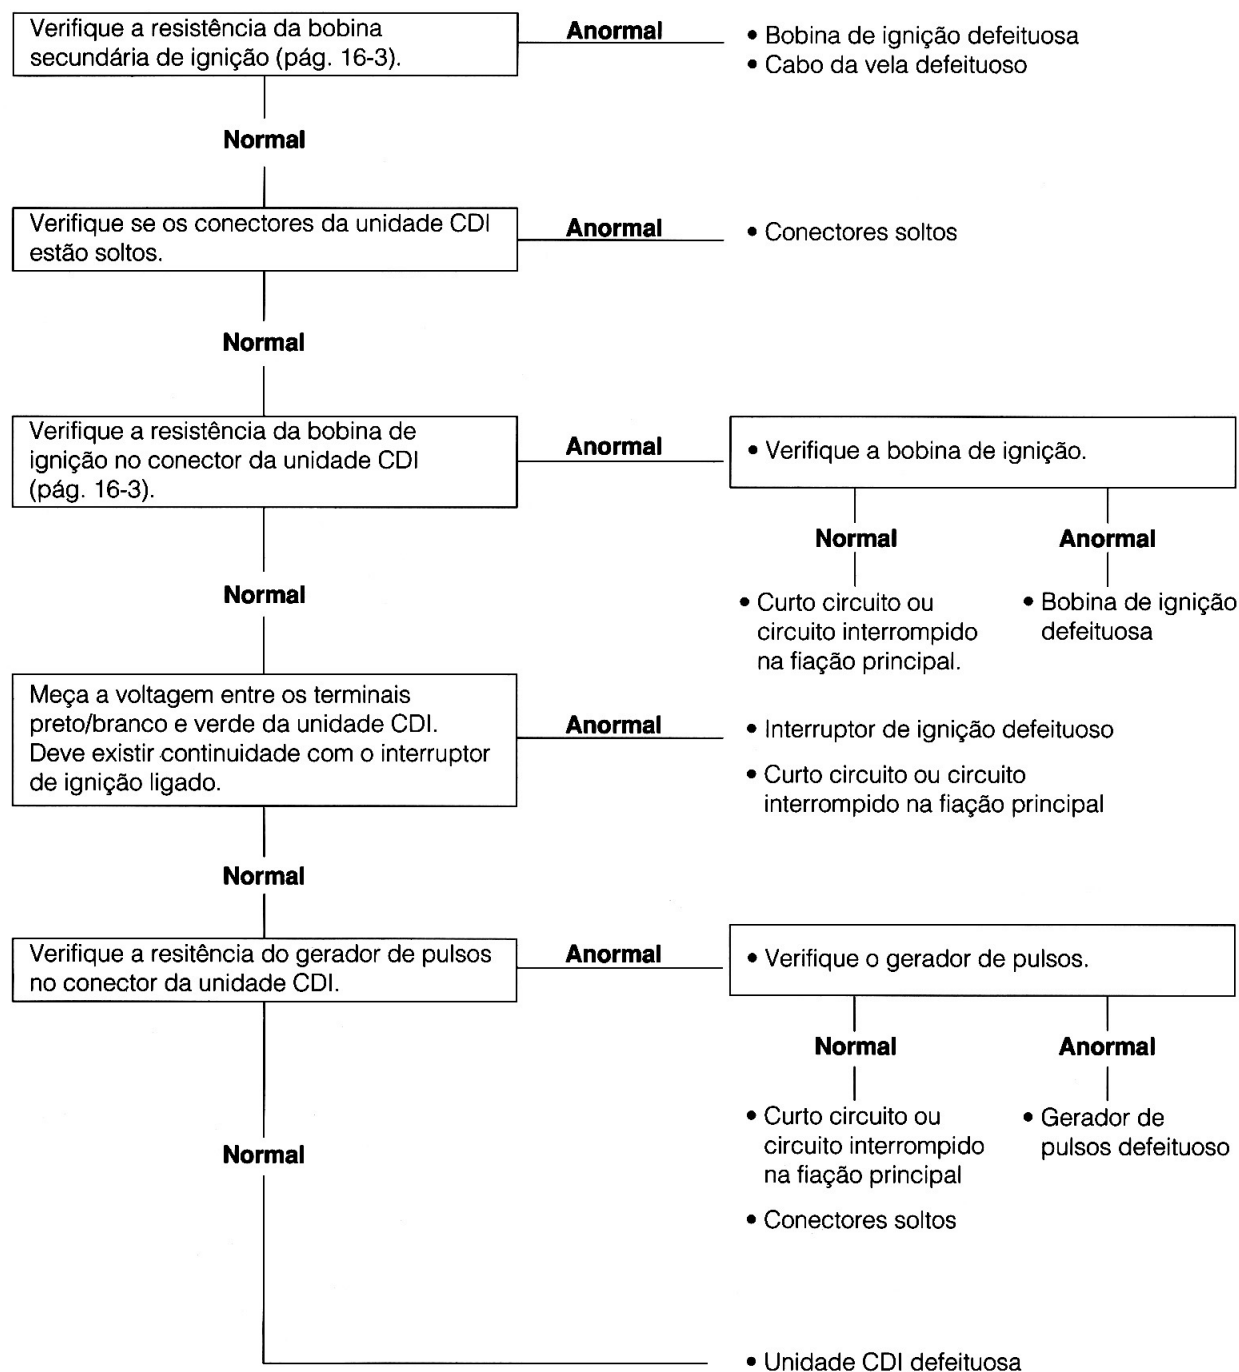 Verifique a resistência da bobina
secundária de ignição (pág. 16-3).
Anormal
• Bobina de ignição defeituosa
• Cabo da vela defeituoso
Normal
Verifique se os conectores da unidade CDI
estão soltos.
Anormal
• Conectores soltos
Normal
Verifique a resistência da bobina de
ignição no conector da unidade CDI
(pág. 16-3).
Anormal
• Verifique a bobina de ignição.
Normal
Anormal
• Curto circuito ou
circuito interrompido
na fiação principal.
• Bobina de ignição
defeituosa
Normal
Meça a voltagem entre os terminais
preto/branco e verde da unidade CDI.
Deve existir continuidade com o interruptor
de ignição ligado.
Anormal
• Interruptor de ignição defeituoso
• Curto circuito ou circuito
interrompido na fiação principal
Normal
Verifique a resitência do gerador de pulsos
no conector da unidade CDI.
Anormal
• Verifique o gerador de pulsos.
Normal
Anormal
• Curto circuito ou
circuito interrompido
na fiação principal
• Conectores soltos
• Gerador de
pulsos defeituoso
Normal
• Unidade CDI defeituosa